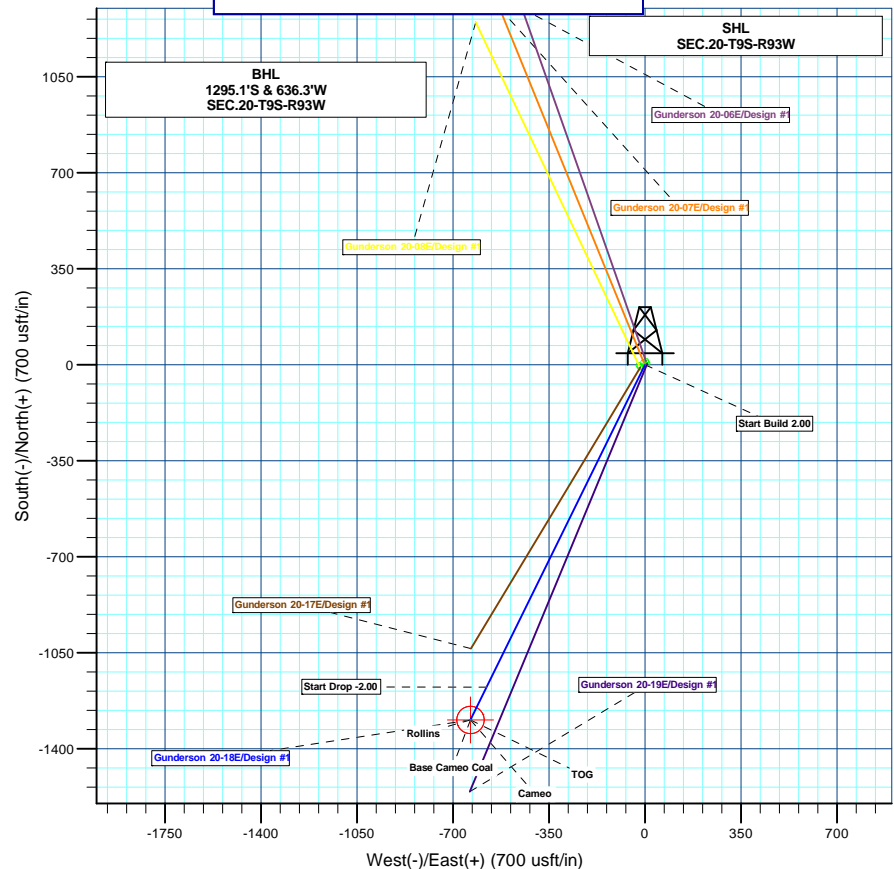 SHL
SEC.20-T9S-R93W
BHL
1295.1'S & 636.3'W
SEC.20-T9S-R93W
Gunderson 20-06E/Design #1
Gunderson 20-07E/Design #1
Gunderson 20-08E/Design #1
Start Build 2.00
Gunderson 20-17E/Design #1
Start Drop -2.00
Gunderson 20-19E/Design #1
Rollins
Gunderson 20-18E/Design #1
Base Cameo Coal
TOG
Cameo
1050
700
350
0
-350
-700
-1050
-1400
South(-)/North(+) (700 usft/in)
-1750 -1400 -1050 -700 -350 0 350 700
West(-)/East(+) (700 usft/in)